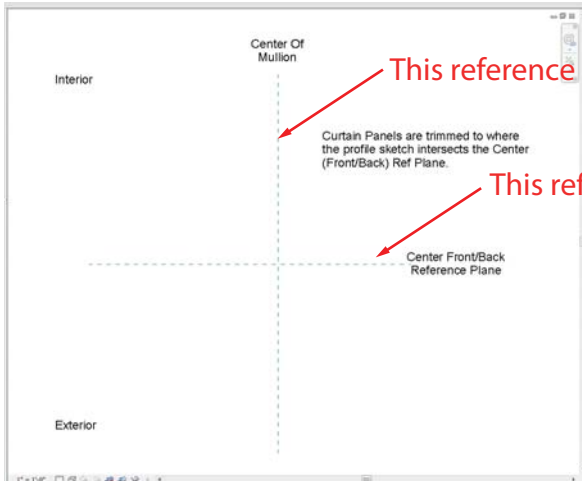 Center Of
Mullion
This reference
Interior
Curtain Panels are trimmed to where
the profile sketch intersects the Center
(Front/Back) Ref Plane.
This ref
Center Front/Back
Reference Plane
Exterior